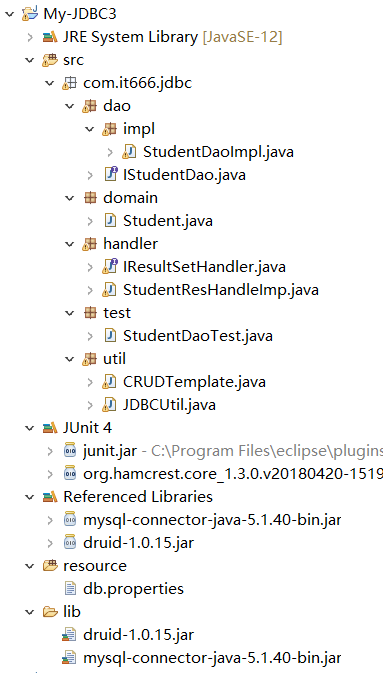 My-JDBC3
JRE System Library [JavaSE-12]
src
com.it666.jdbc
dao
impl
StudentDaoImpl.java
IStudentDao.java
domain
Student.java
handler
IResultSetHandler.java
StudentResHandleImp.java
test
StudentDaoTest.java
util
CRUDTemplate.java
JDBCUtil.java
JUnit 4
junit.jar - C:\Program Files\eclipse\plugins
org.hamcrest.core_1.3.0.v20180420-1519
Referenced Libraries
mysql-connector-java-5.1.40-bin.jar
druid-1.0.15.jar
resource
db.properties
lib
druid-1.0.15.jar
mysql-connector-java-5.1.40-bin.jar